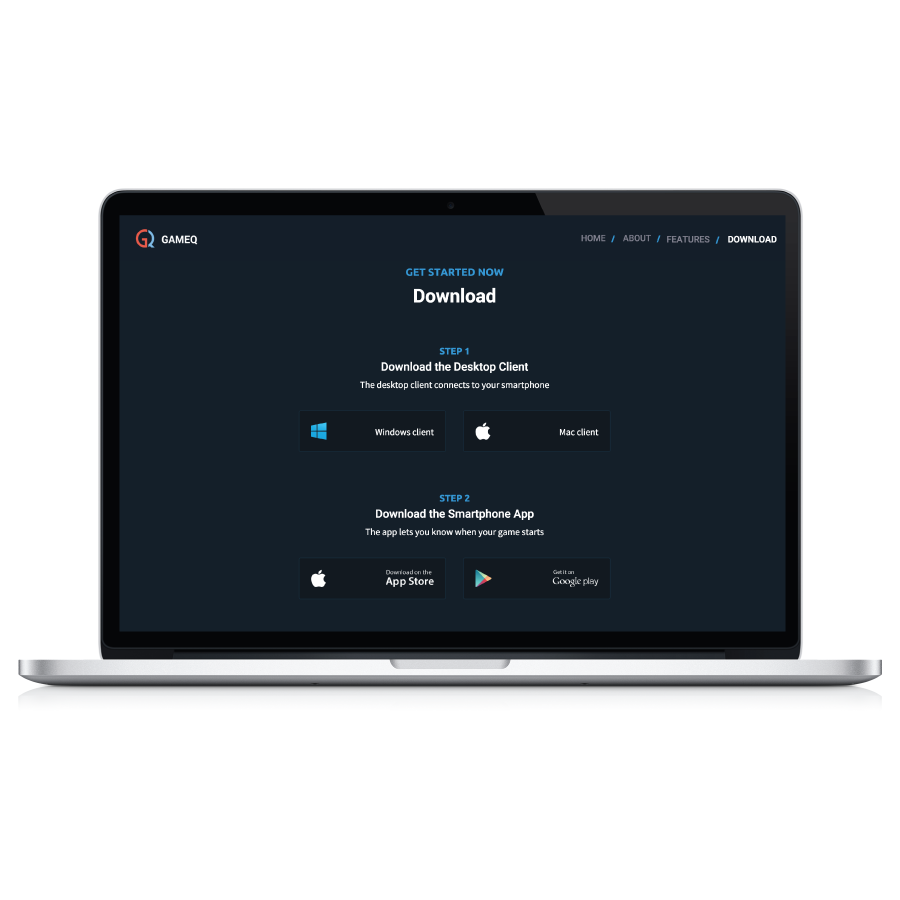 GAMEQ
HOME / ABOUT / FEATURES / DOWNLOAD
GET STARTED NOW
Download
STEP 1
Download the Desktop Client
The desktop client connects to your smartphone
Windows client
Mac client
STEP 2
Download the Smartphone App
The app lets you know when your game starts
Download on the
App Store
Get it on
Google play